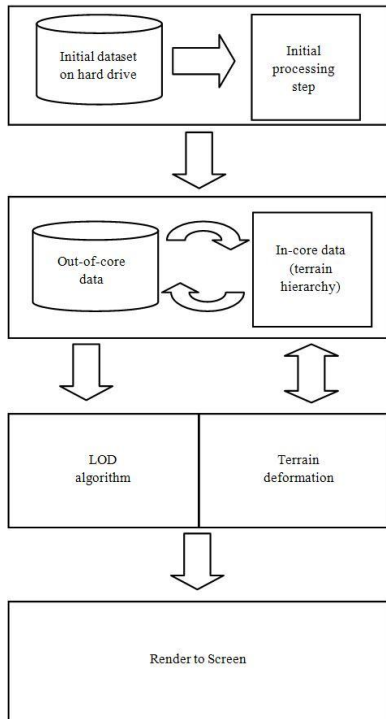 Initial dataset
on hard drive
Initial
processing
step
Out-of-core
data
In-core data
(terrain
hierarchy)
LOD
algorithm
Terrain
deformation
Render to Screen